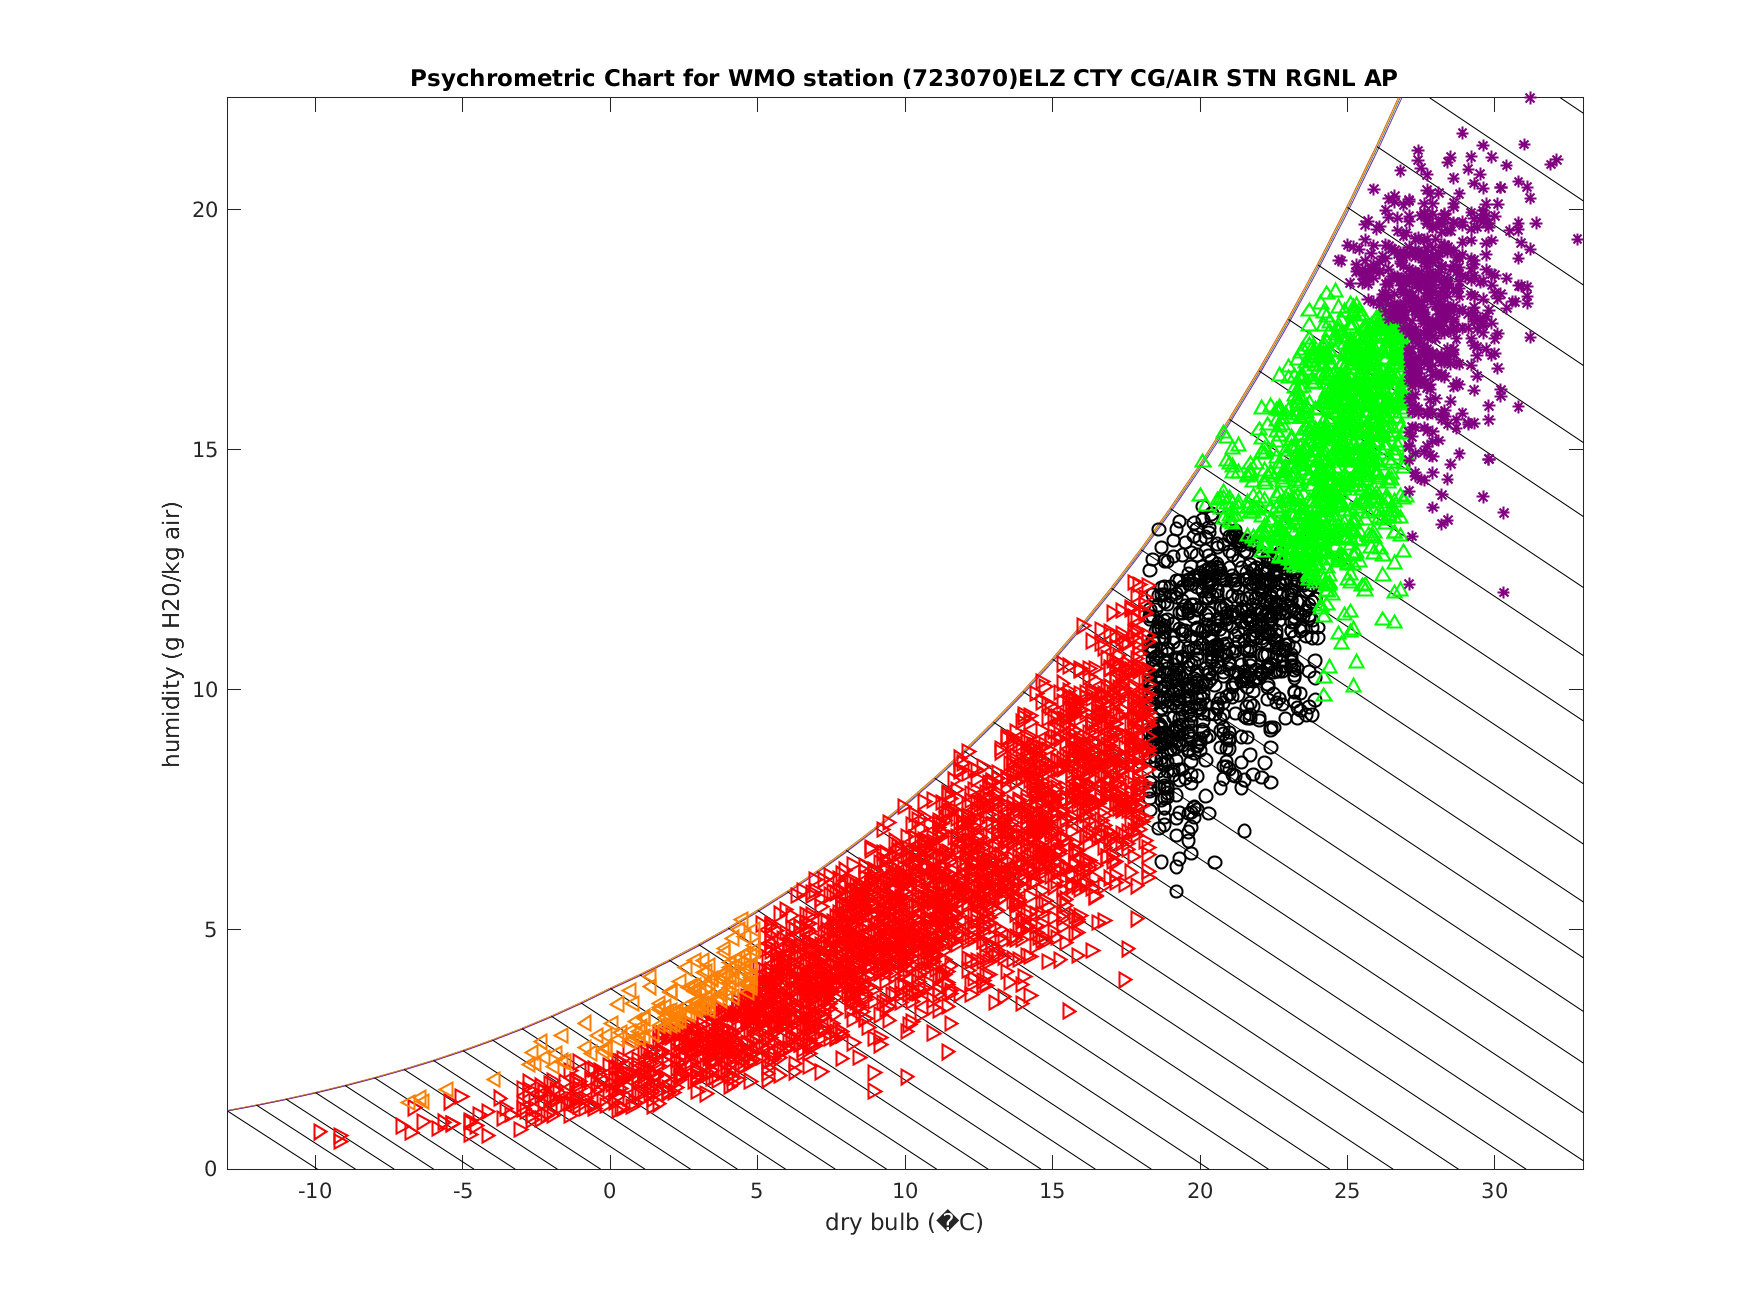 Psychrometric Chart for WMO station (723070)ELZ CTY CG/AIR STN RGNL AP
humidity (g H20/kg air)
20
15
10
5
0
-10 -5 0 5 10 15 20 25 30
dry bulb (�C)